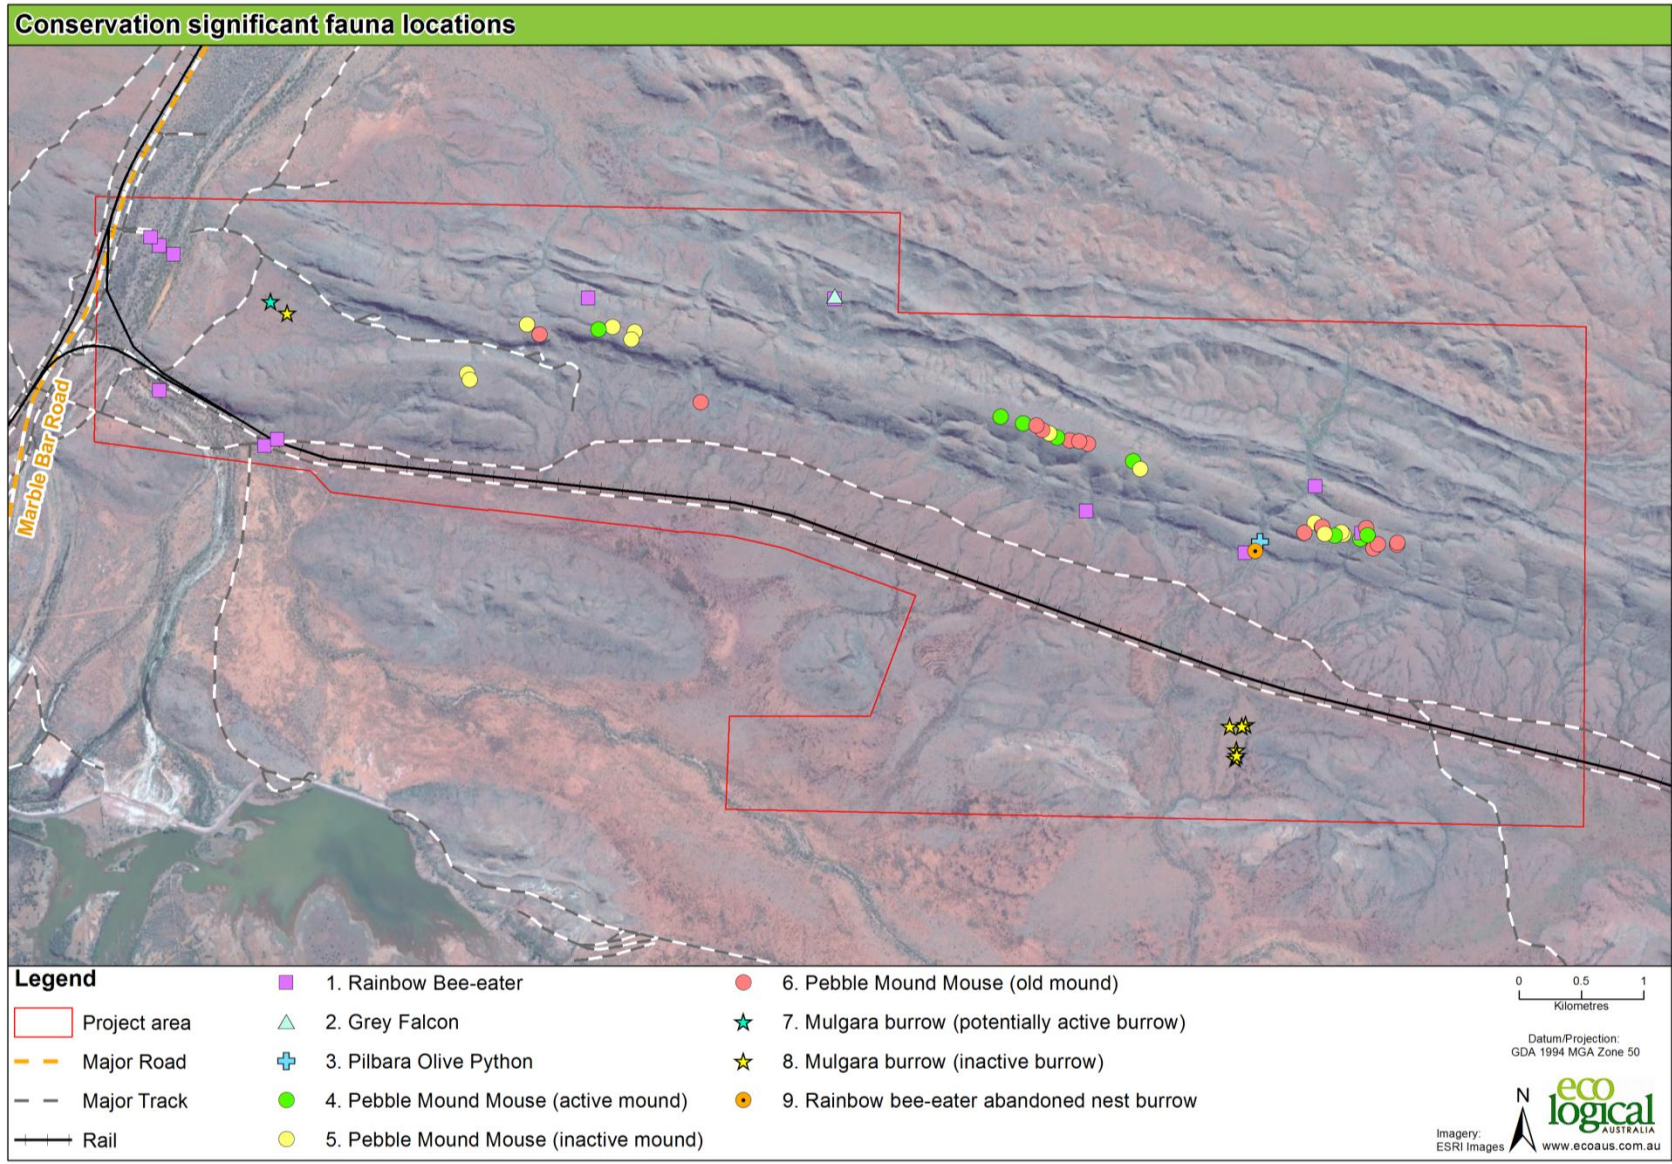 Conservation significant fauna locations
Marble Bar Road
Legend
Project area
Major Road
Major Track
Rail
1. Rainbow Bee-eater
2. Grey Falcon
3. Pilbara Olive Python
4. Pebble Mound Mouse (active mound)
5. Pebble Mound Mouse (inactive mound)
6. Pebble Mound Mouse (old mound)
7. Mulgara burrow (potentially active burrow)
8. Mulgara burrow (inactive burrow)
9. Rainbow bee-eater abandoned nest burrow
0 0.5 1
Kilometres
Datum/Projection:
GDA 1994 MGA Zone 50
N
eco
logical
AUSTRALIA
Imagery:
ESRI Images
www.ecoaus.com.au